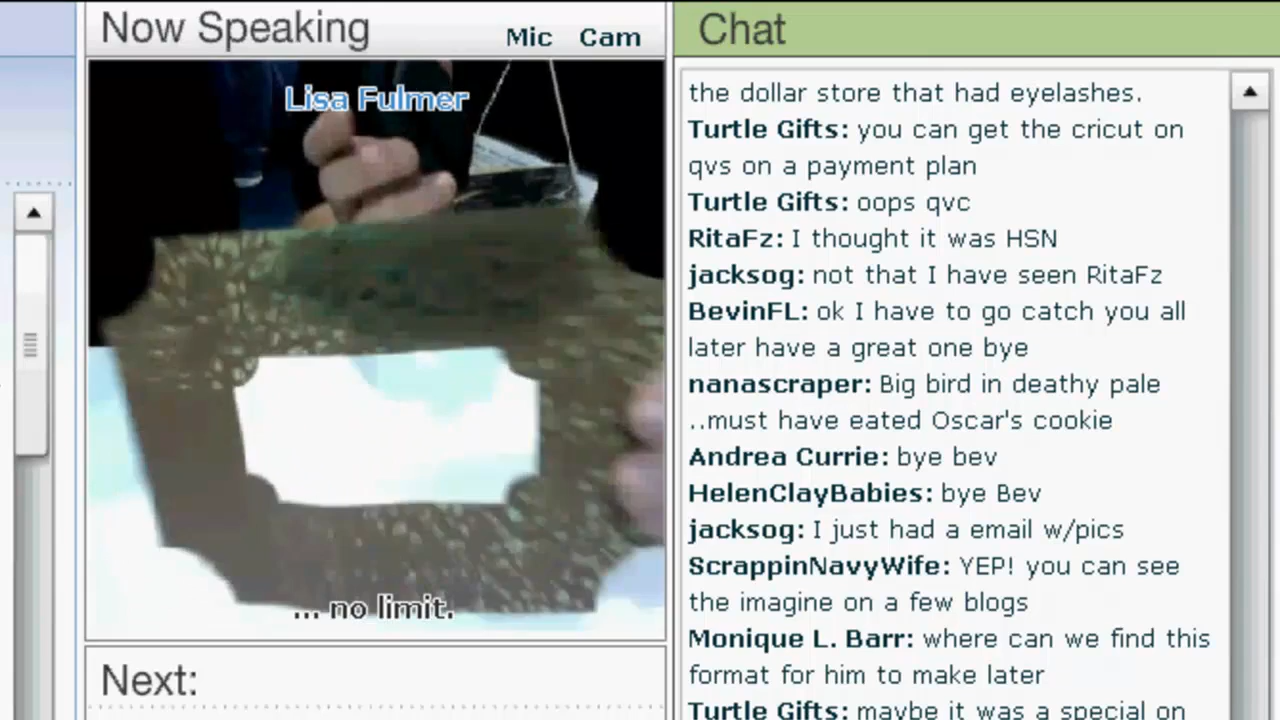 Now Speaking
Mic Cam
Lisa Fulmer
... no limit.
Next:
Chat
the dollar store that had eyelashes.
Turtle Gifts: you can get the cricut on
qvs on a payment plan
Turtle Gifts: oops qvc
RitaFz: I thought it was HSN
jacksog: not that I have seen RitaFz
BevinFL: ok I have to go catch you all
later have a great one bye
nanascraper: Big bird in deathy pale
..must have eated Oscar's cookie
Andrea Currie: bye bev
HelenClayBabies: bye Bev
jacksog: I just had a email w/pics
ScrappinNavyWife: YEP! you can see
the imagine on a few blogs
Monique L. Barr: where can we find this
format for him to make later
Turtle Gifts: maybe it was a special on